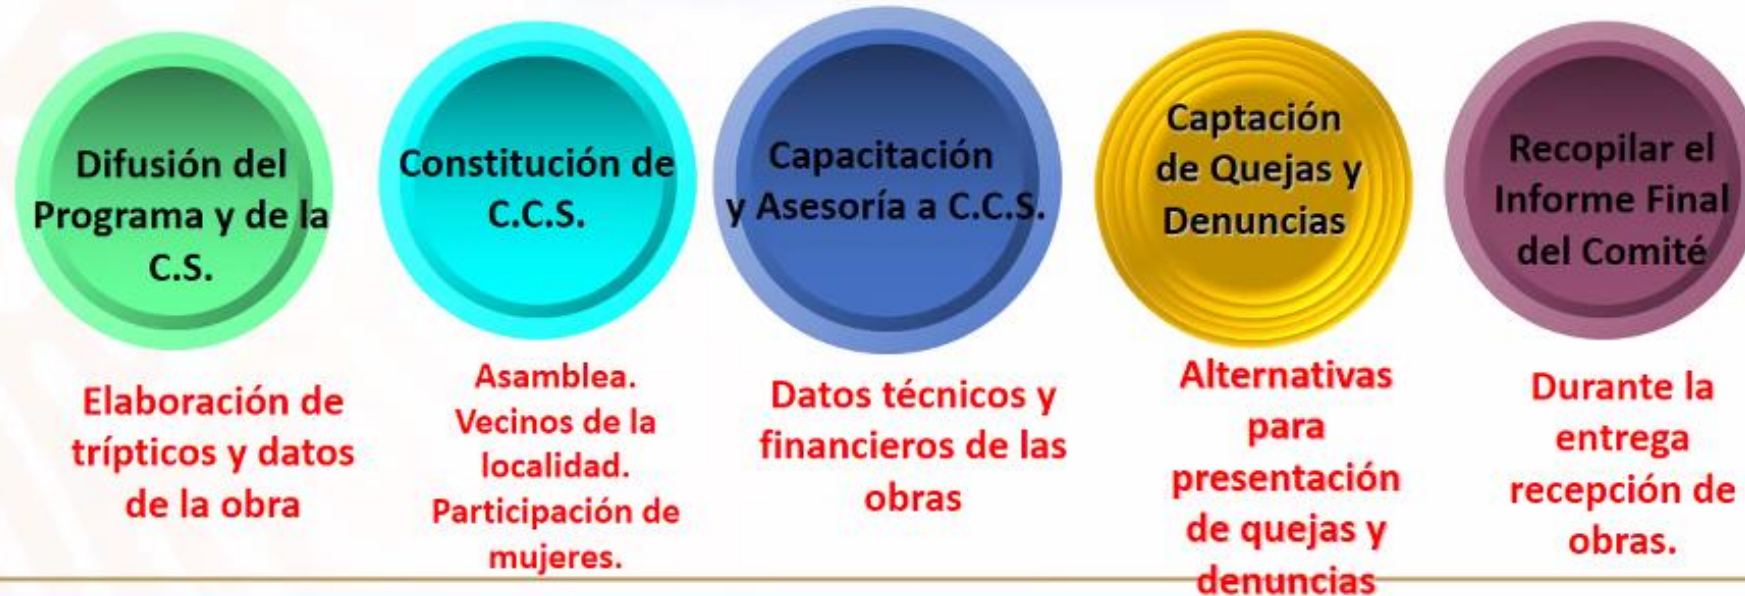 Difusión del
Programa y de la
C.S.
Constitución de
C.C.S.
Capacitación
y Asesoría a C.C.S.
Captación
de Quejas y
Denuncias
Recopilar el
Informe Final
del Comité
Elaboración de
trípticos y datos
de la obra
Asamblea.
Vecinos de la
localidad.
Participación de
mujeres.
Datos técnicos y
financieros de las
obras
Alternativas
para
presentación
de quejas y
denuncias
Durante la
entrega
recepción de
obras.